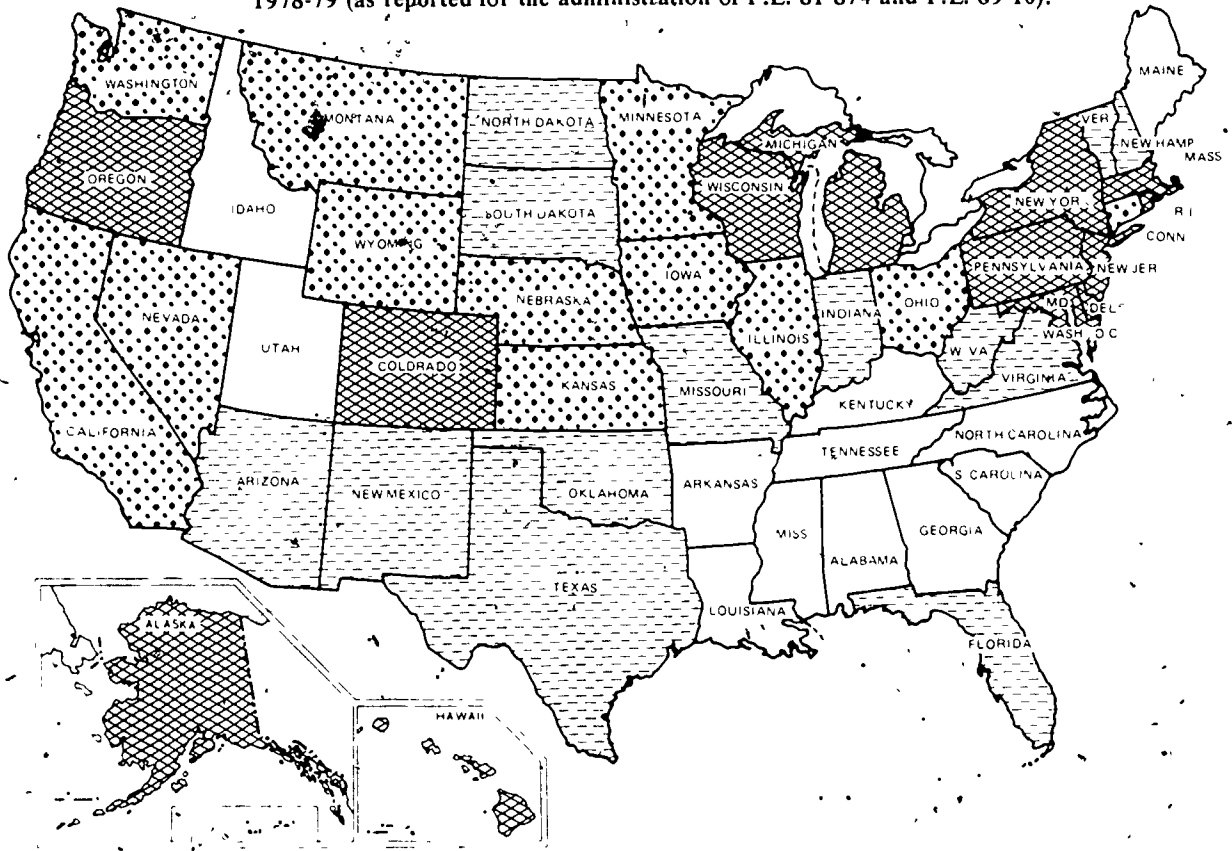 1978-79 (as reported for the administration of P.L. 81-874 and P.L. 89-10).
WASHINGTON
MONTANA
NORTH DAKOTA
MINNESOTA
MICHIGAN
MAINE
VER
NEW HAMP
MASS
OREGON
IDAHO
WYOMING
SOUTH DAKOTA
WISCONSIN
NEW YORK
R I
CONN
NEVADA
UTAH
NEBRASKA
IOWA
PENNSYLVANIA
NEW JER
COLORADO
KANSAS
ILLINOIS
INDIANA
OHIO
MD
DEL
WASH D C
W VA
VIRGINIA
CALIFORNIA
MISSOURI
KENTUCKY
ARIZONA
NEW MEXICO
OKLAHOMA
ARKANSAS
TENNESSEE
NORTH CAROLINA
S CAROLINA
TEXAS
MISS
ALABAMA
GEORGIA
LOUISIANA
FLORIDA
ALASKA
HAWAII